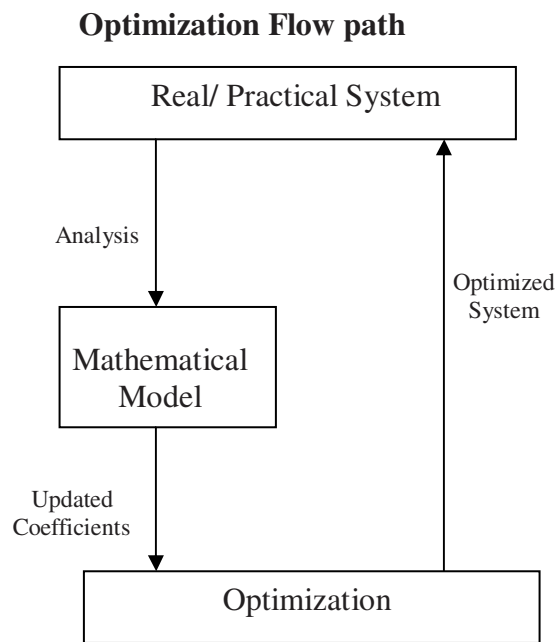 Optimization Flow path
Real/ Practical System
Analysis
Optimized
System
Mathematical
Model
Updated
Coefficients
Optimization